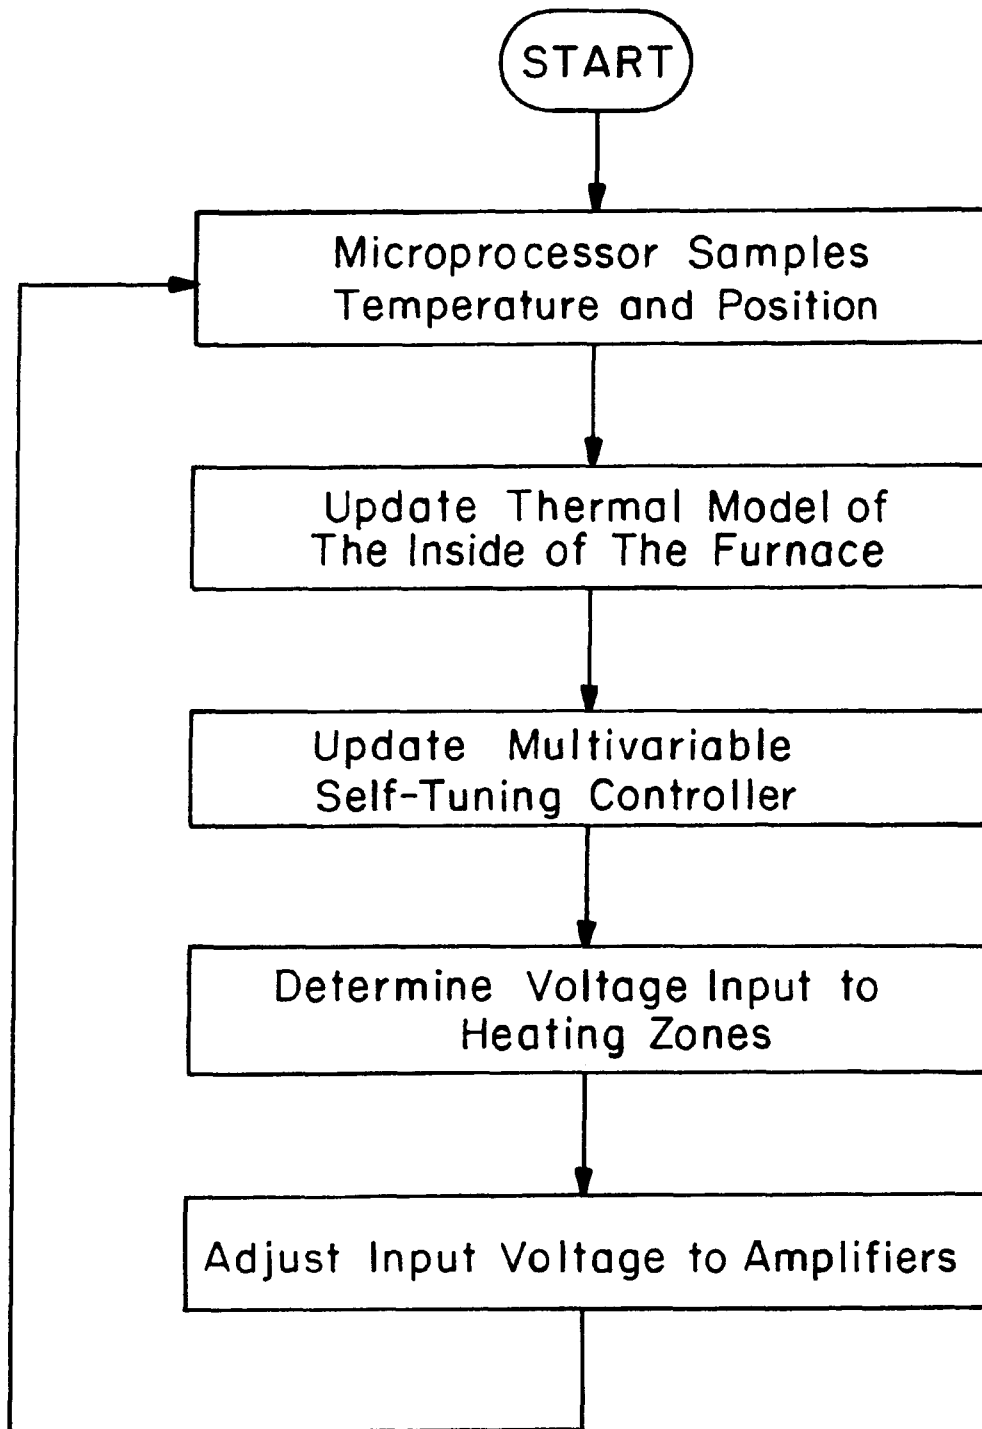 START
Microprocessor Samples
Temperature and Position
Update Thermal Model of
The Inside of The Furnace
Update Multivariable
Self-Tuning Controller
Determine Voltage Input to
Heating Zones
Adjust Input Voltage to Amplifiers